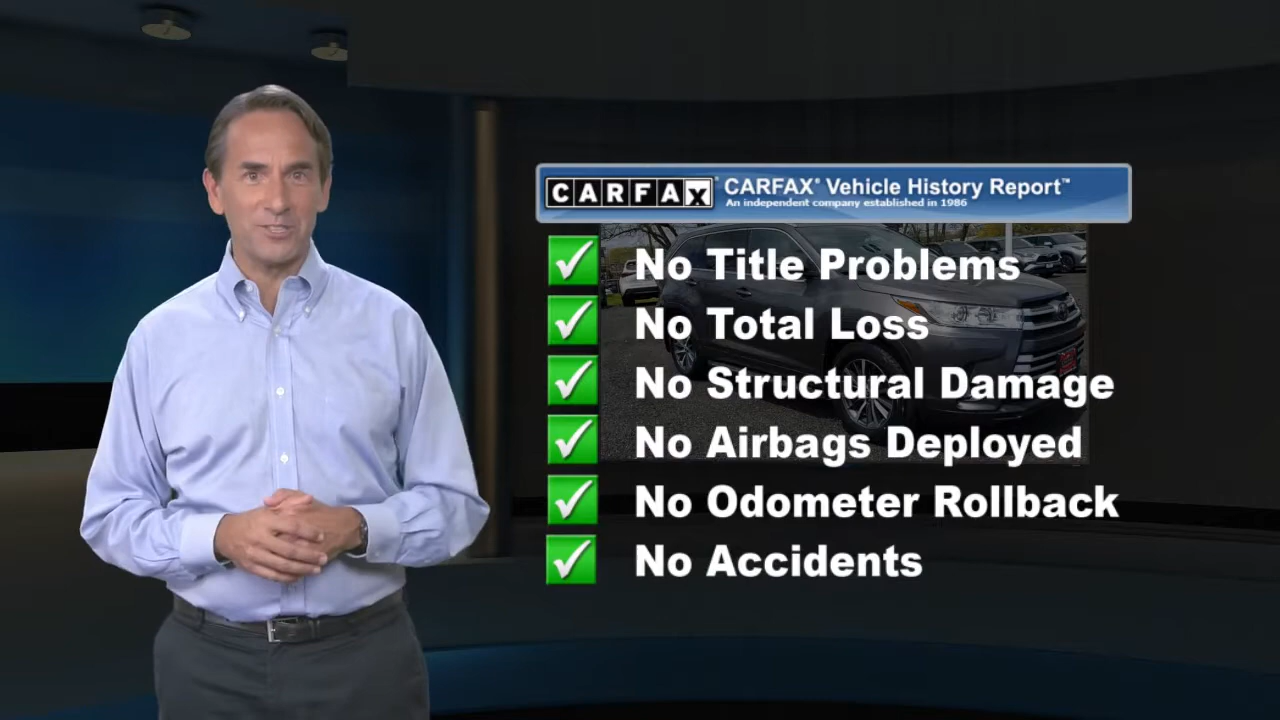 CARFAX® CARFAX® Vehicle History Report™
An independent company established in 1986
No Title Problems
No Total Loss
No Structural Damage
No Airbags Deployed
No Odometer Rollback
No Accidents